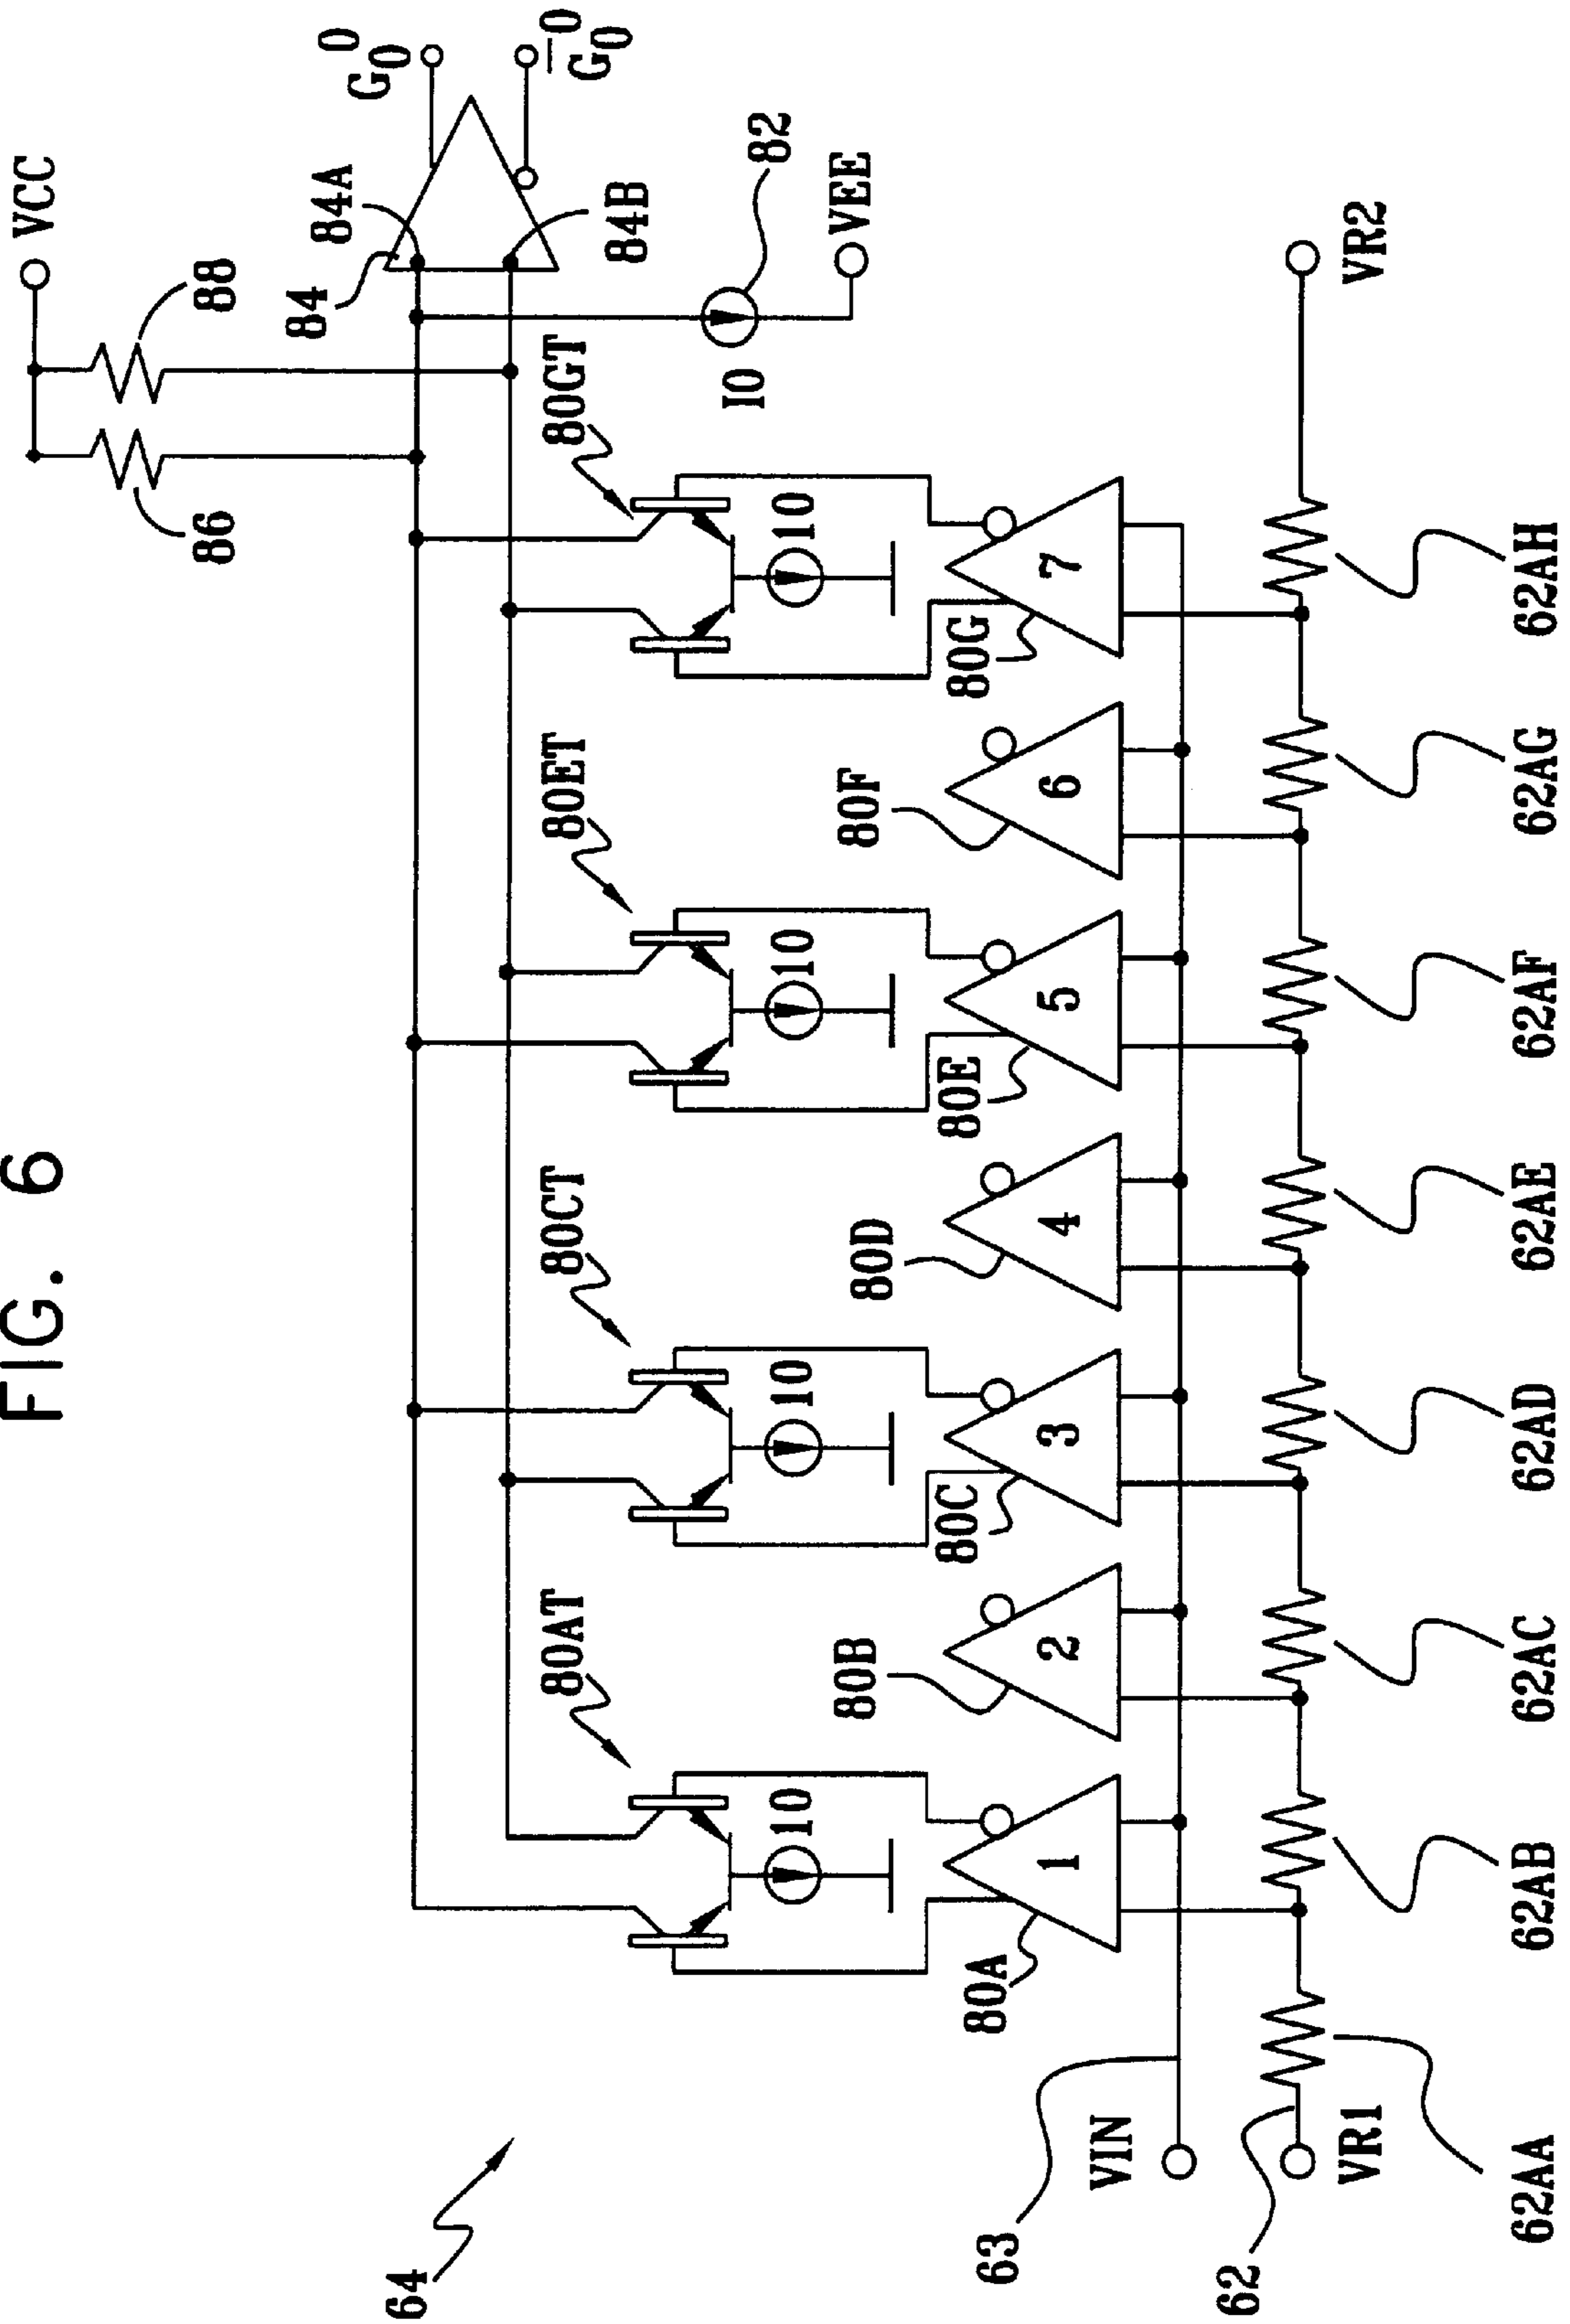 FIG. 6
64
VCC
86
88
84
84A
84B
G₀⁰
G̅₀⁰
82
I0
VEE
80AT
80CT
80ET
80GT
10
10
10
10
80A
1
80B
2
80C
3
80D
4
80E
5
80F
6
80G
7
63
VIN
62
VR1
VR2
62AA
62AB
62AC
62AD
62AE
62AF
62AG
62AH